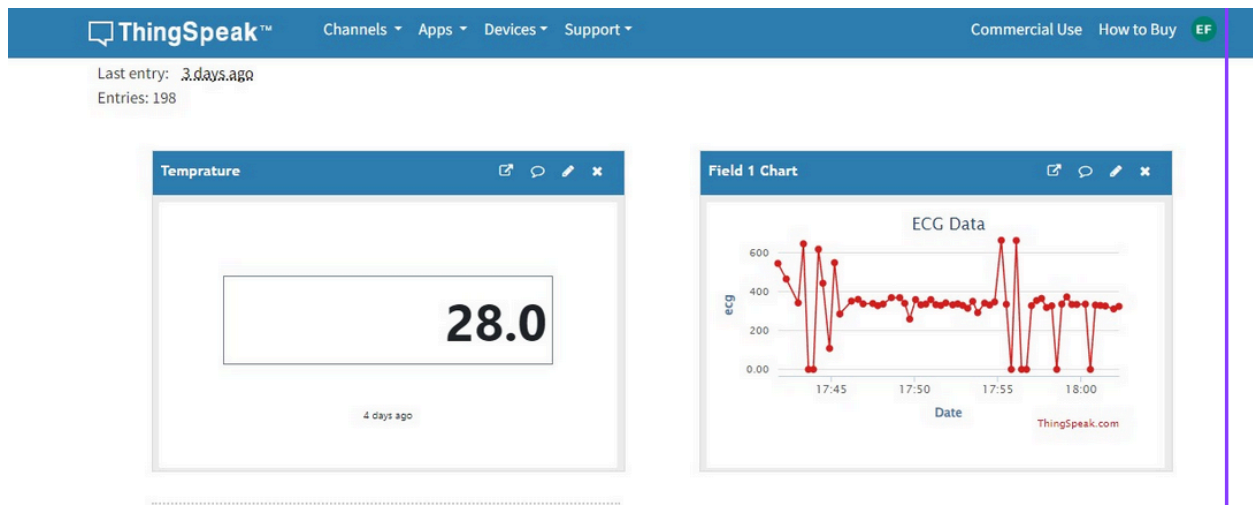 ThingSpeak™ Channels Apps Devices Support Commercial Use How to Buy EF
Last entry: 3 days ago
Entries: 198
Temprature
28.0
4 days ago
Field 1 Chart
ECG Data
ecg
600
400
200
0.00
17:45 17:50 17:55 18:00
Date
ThingSpeak.com